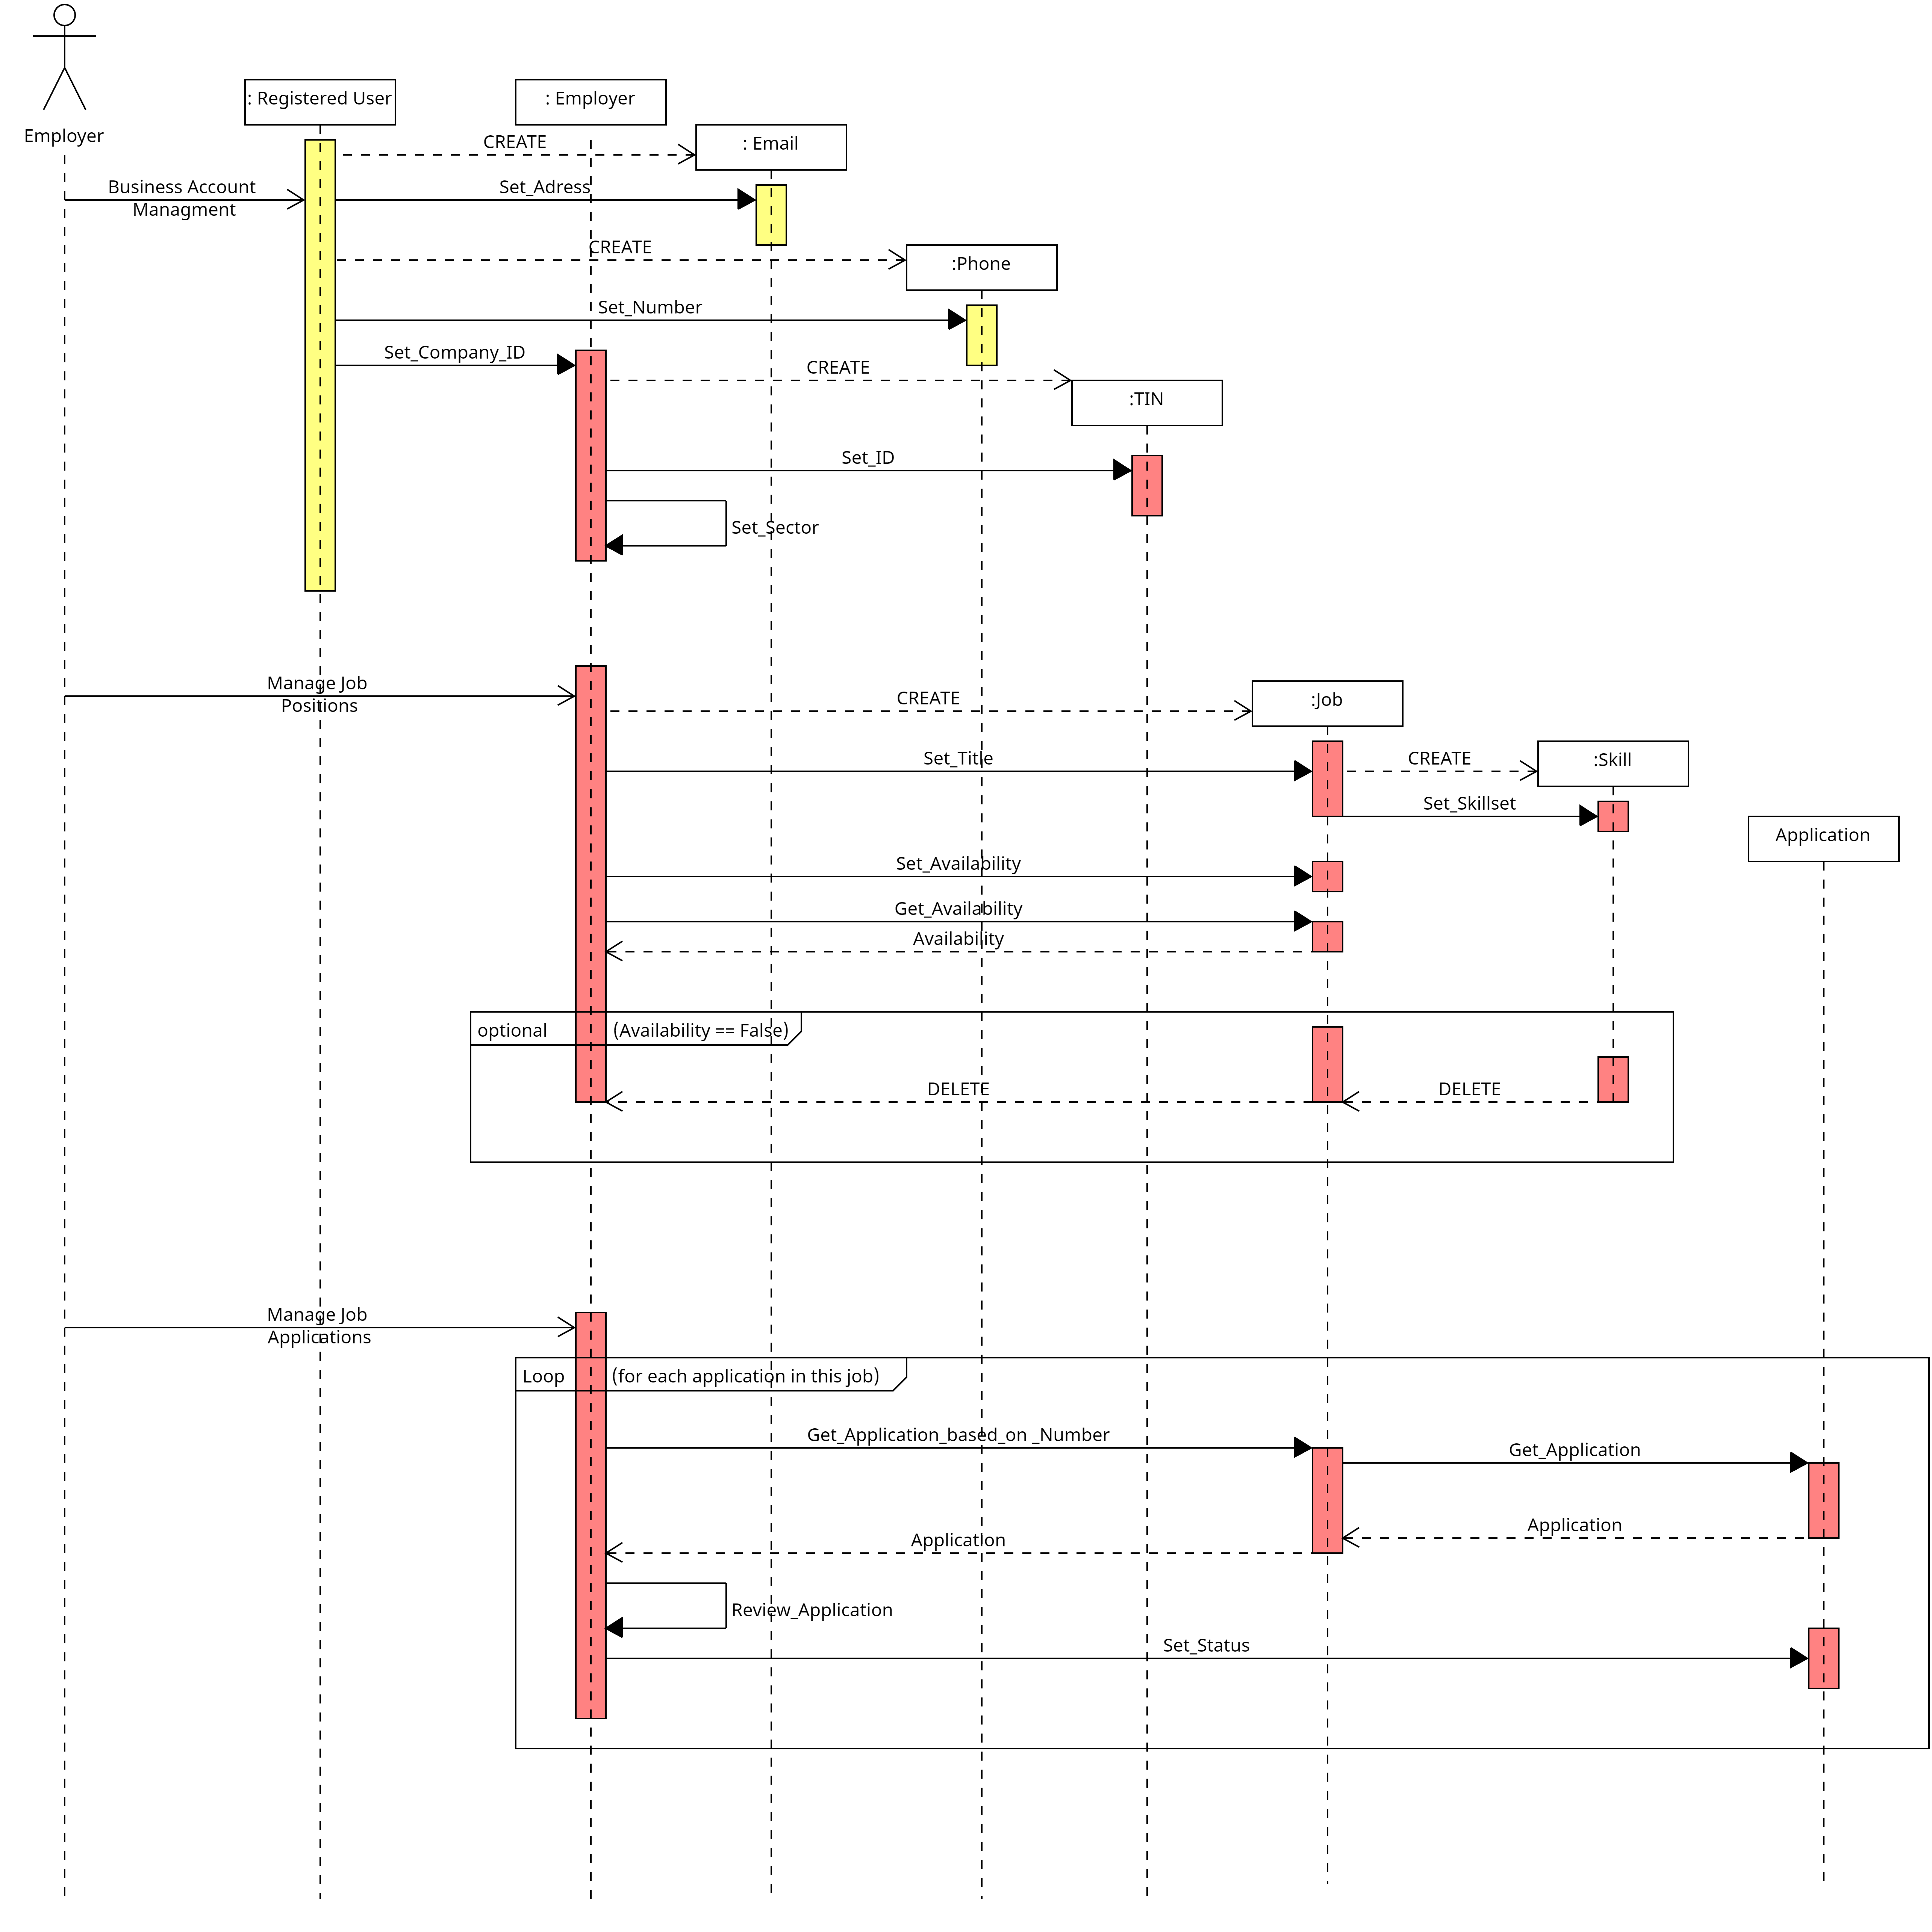 Employer
: Registered User
: Employer
: Email
CREATE
Business Account
Managment
Set_Adress
CREATE
:Phone
Set_Number
Set_Company_ID
CREATE
:TIN
Set_ID
Set_Sector
Manage Job
Positions
CREATE
:Job
Set_Title
CREATE
:Skill
Set_Skillset
Application
Set_Availability
Get_Availability
Availability
optional
(Availability == False)
DELETE
DELETE
Manage Job
Applications
Loop
(for each application in this job)
Get_Application_based_on _Number
Get_Application
Application
Application
Review_Application
Set_Status